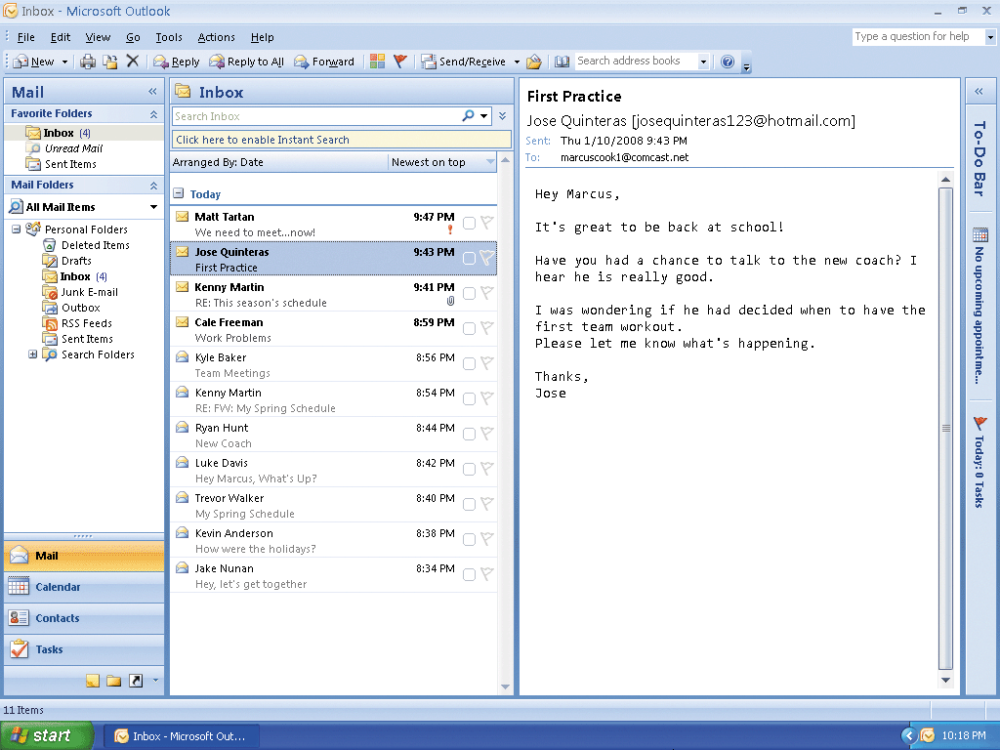 Inbox - Microsoft Outlook
File Edit View Go Tools Actions Help
Type a question for help
New Reply Reply to All Forward Send/Receive Search address books
Mail «
Favorite Folders
Inbox (4)
Unread Mail
Sent Items
Mail Folders
All Mail Items
Personal Folders
Deleted Items
Drafts
Inbox (4)
Junk E-mail
Outbox
RSS Feeds
Sent Items
Search Folders
Mail
Calendar
Contacts
Tasks
Inbox
Search Inbox
Click here to enable Instant Search
Arranged By: Date Newest on top
Today
Matt Tartan 9:47 PM
We need to meet...now!
Jose Quinteras 9:43 PM
First Practice
Kenny Martin 9:41 PM
RE: This season's schedule
Cale Freeman 8:59 PM
Work Problems
Kyle Baker 8:56 PM
Team Meetings
Kenny Martin 8:54 PM
RE: FW: My Spring Schedule
Ryan Hunt 8:44 PM
New Coach
Luke Davis 8:42 PM
Hey Marcus, What's Up?
Trevor Walker 8:40 PM
My Spring Schedule
Kevin Anderson 8:38 PM
How were the holidays?
Jake Nunan 8:34 PM
Hey, let's get together
First Practice
Jose Quinteras [josequinteras123@hotmail.com]
Sent: Thu 1/10/2008 9:43 PM
To: marcuscook1@comcast.net
Hey Marcus,
It's great to be back at school!
Have you had a chance to talk to the new coach? I
hear he is really good.
I was wondering if he had decided when to have the
first team workout.
Please let me know what's happening.
Thanks,
Jose
«
To-Do Bar
No upcoming appointme...
Today: 0 Tasks
11 Items
start Inbox - Microsoft Out... 10:18 PM